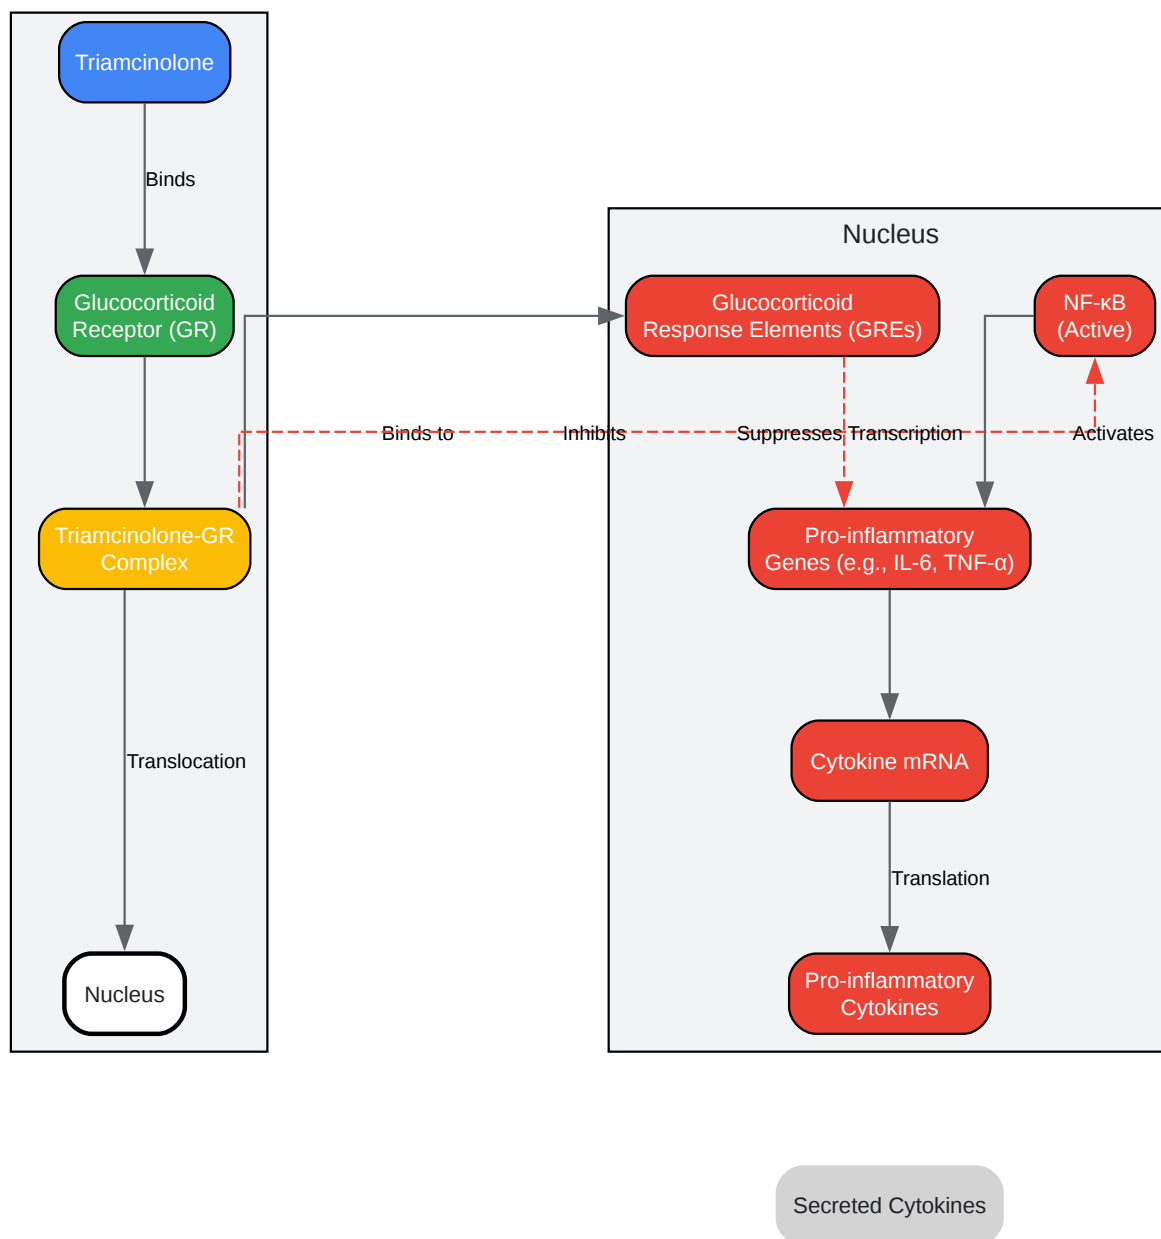 Triamcinolone
Binds
Nucleus
Glucocorticoid
Receptor (GR)
Glucocorticoid
Response Elements (GREs)
NF-κB
(Active)
Binds to
Inhibits
Suppresses Transcription
Activates
Triamcinolone-GR
Complex
Pro-inflammatory
Genes (e.g., IL-6, TNF-α)
Translocation
Cytokine mRNA
Translation
Nucleus
Pro-inflammatory
Cytokines
Secreted Cytokines